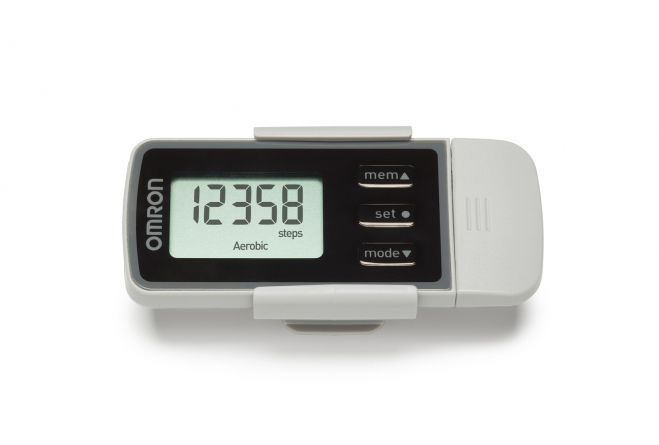 OMRON
12358
steps
Aerobic
mem▲
set ●
mode▼